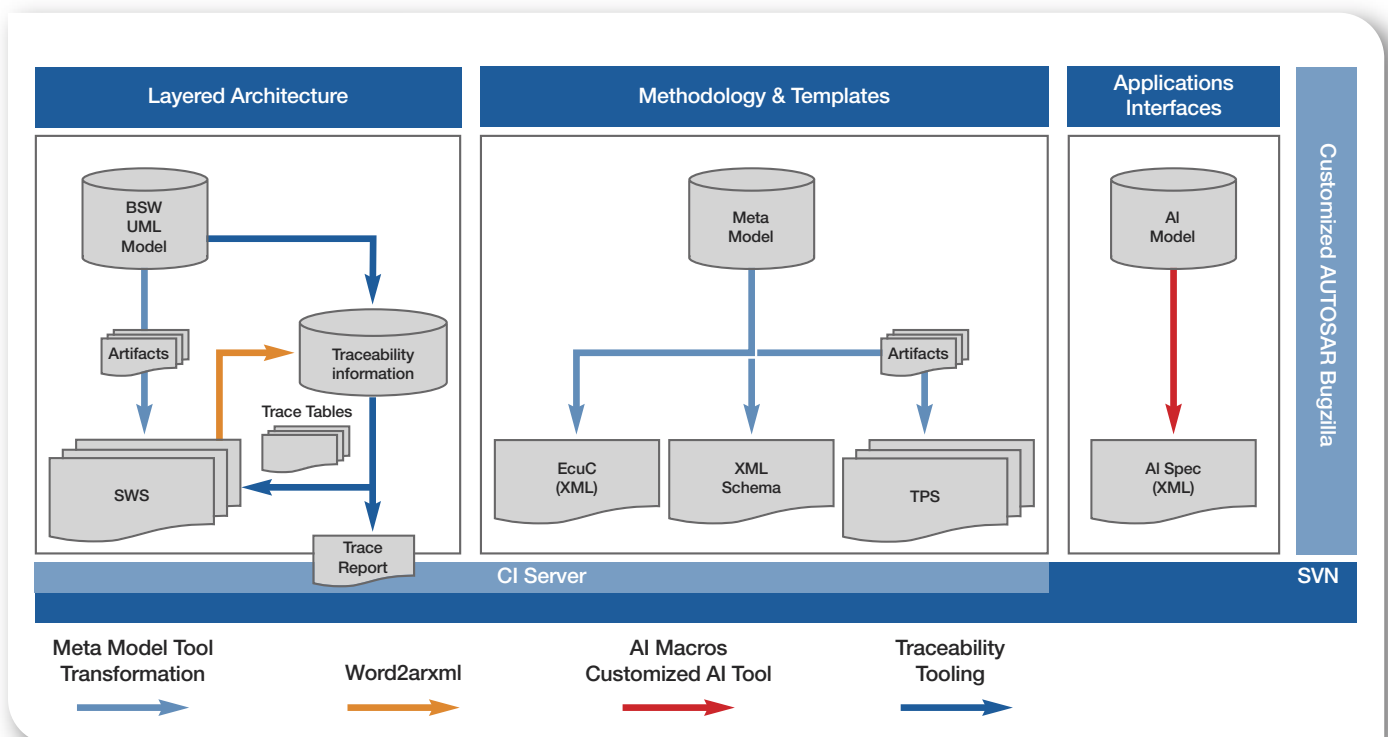 Layered Architecture
Methodology & Templates
Applications
Interfaces
Customized AUTOSAR Bugzilla
BSW
UML
Model
Artifacts
Traceability
information
Trace Tables
SWS
Trace
Report
Meta
Model
Artifacts
EcuC
(XML)
XML
Schema
TPS
AI
Model
AI Spec
(XML)
CI Server
SVN
Meta Model Tool
Transformation
Word2arxml
AI Macros
Customized AI Tool
Traceability
Tooling